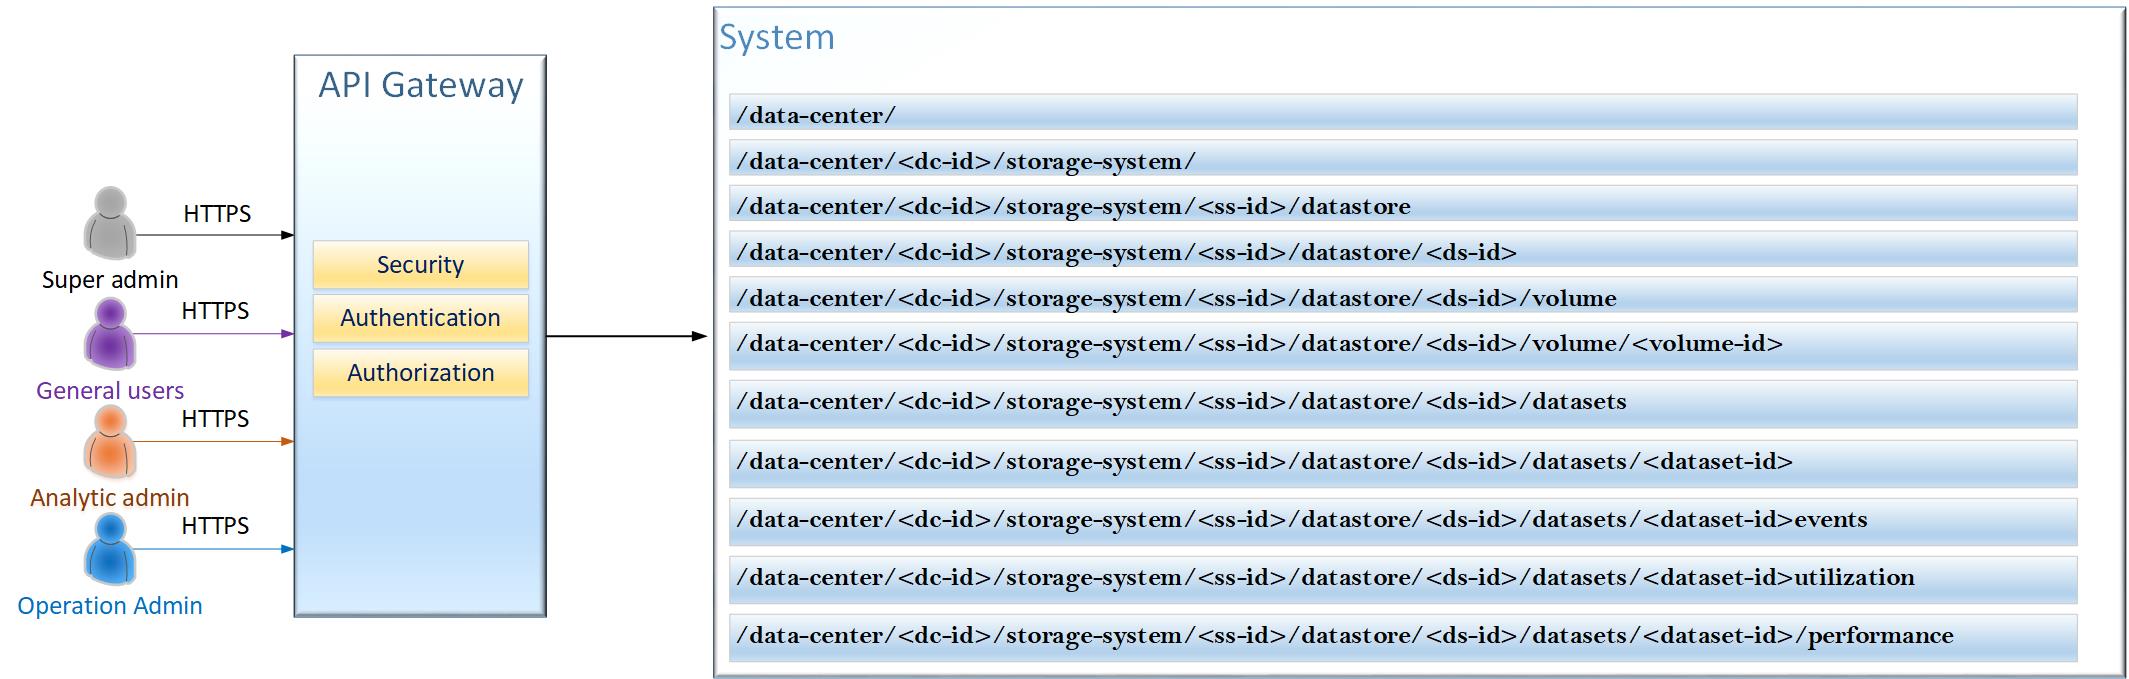 API Gateway
HTTPS
Super admin
HTTPS
General users
HTTPS
Analytic admin
HTTPS
Operation Admin
Security
Authentication
Authorization
System
/data-center/
/data-center/<dc-id>/storage-system/
/data-center/<dc-id>/storage-system/<ss-id>/datastore
/data-center/<dc-id>/storage-system/<ss-id>/datastore/<ds-id>
/data-center/<dc-id>/storage-system/<ss-id>/datastore/<ds-id>/volume
/data-center/<dc-id>/storage-system/<ss-id>/datastore/<ds-id>/volume/<volume-id>
/data-center/<dc-id>/storage-system/<ss-id>/datastore/<ds-id>/datasets
/data-center/<dc-id>/storage-system/<ss-id>/datastore/<ds-id>/datasets/<dataset-id>
/data-center/<dc-id>/storage-system/<ss-id>/datastore/<ds-id>/datasets/<dataset-id>events
/data-center/<dc-id>/storage-system/<ss-id>/datastore/<ds-id>/datasets/<dataset-id>utilization
/data-center/<dc-id>/storage-system/<ss-id>/datastore/<ds-id>/datasets/<dataset-id>/performance